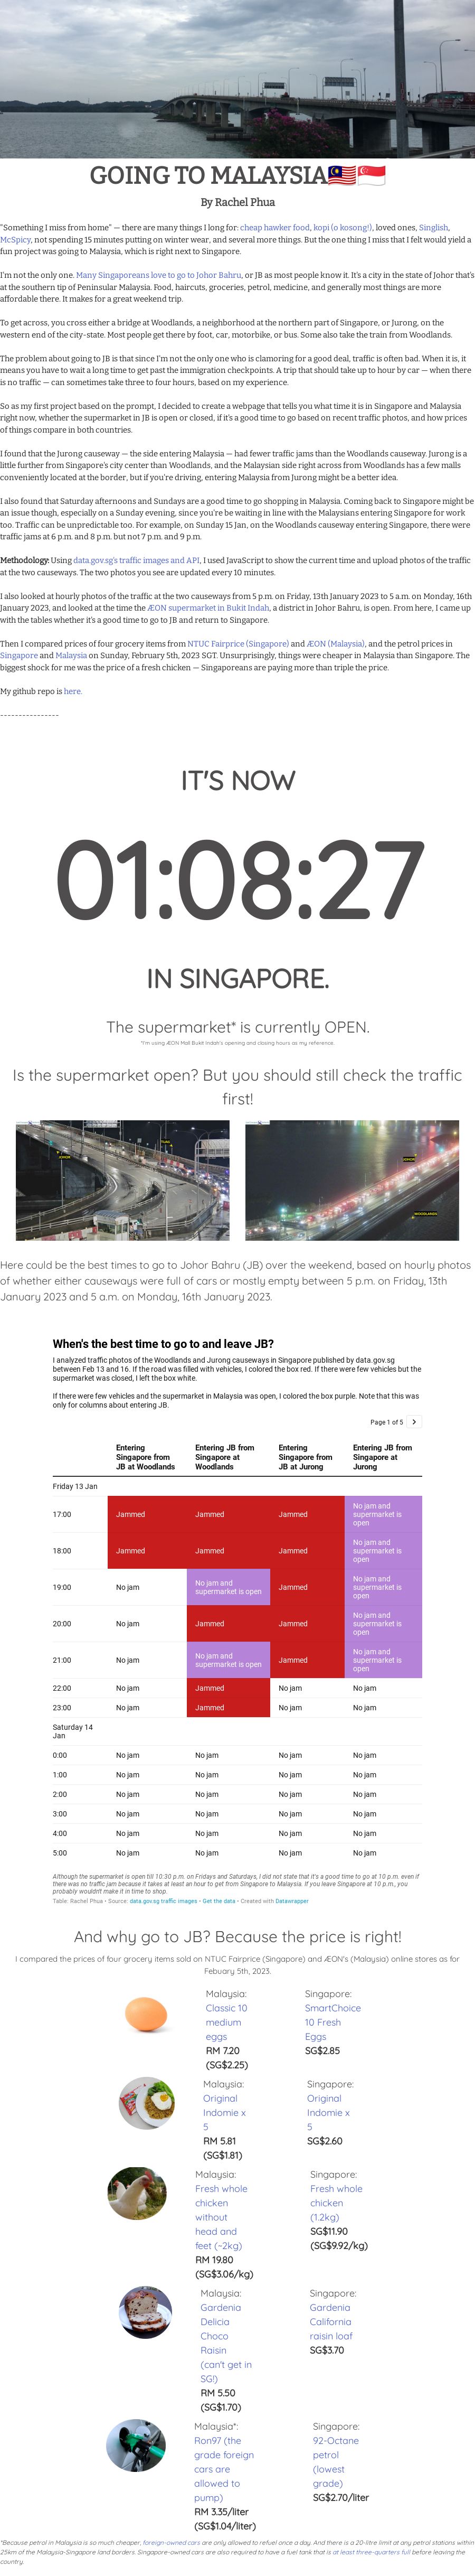 GOING TO MALAYSIA🇲🇾🇸🇬
By Rachel Phua
"Something I miss from home" — there are many things I long for: cheap hawker food, kopi (o kosong!), loved ones, Singlish,
McSpicy, not spending 15 minutes putting on winter wear, and several more things. But the one thing I miss that I felt would yield a
fun project was going to Malaysia, which is right next to Singapore.
I'm not the only one. Many Singaporeans love to go to Johor Bahru, or JB as most people know it. It's a city in the state of Johor that's
at the southern tip of Peninsular Malaysia. Food, haircuts, groceries, petrol, medicine, and generally most things are more
affordable there. It makes for a great weekend trip.
To get across, you cross either a bridge at Woodlands, a neighborhood at the northern part of Singapore, or Jurong, on the
western end of the city-state. Most people get there by foot, car, motorbike, or bus. Some also take the train from Woodlands.
The problem about going to JB is that since I'm not the only one who is clamoring for a good deal, traffic is often bad. When it is, it
means you have to wait a long time to get past the immigration checkpoints. A trip that should take up to hour by car — when there
is no traffic — can sometimes take three to four hours, based on my experience.
So as my first project based on the prompt, I decided to create a webpage that tells you what time it is in Singapore and Malaysia
right now, whether the supermarket in JB is open or closed, if it's a good time to go based on recent traffic photos, and how prices
of things compare in both countries.
I found that the Jurong causeway — the side entering Malaysia — had fewer traffic jams than the Woodlands causeway. Jurong is a
little further from Singapore's city center than Woodlands, and the Malaysian side right across Woodlands has a few malls
conveniently located at the border, but if you're driving, entering Malaysia from Jurong might be a better idea.
I also found that Saturday afternoons and Sundays are a good time to go shopping in Malaysia. Coming back to Singapore might be
an issue though, especially on a Sunday evening, since you're be waiting in line with the Malaysians entering Singapore for work
too. Traffic can be unpredictable too. For example, on Sunday 15 Jan, on the Woodlands causeway entering Singapore, there were
traffic jams at 6 p.m. and 8 p.m. but not 7 p.m. and 9 p.m.
Methodology: Using data.gov.sg's traffic images and API, I used JavaScript to show the current time and upload photos of the traffic
at the two causeways. The two photos you see are updated every 10 minutes.
I also looked at hourly photos of the traffic at the two causeways from 5 p.m. on Friday, 13th January 2023 to 5 a.m. on Monday, 16th
January 2023, and looked at the time the ÆON supermarket in Bukit Indah, a district in Johor Bahru, is open. From here, I came up
with the tables whether it's a good time to go to JB and return to Singapore.
Then I compared prices of four grocery items from NTUC Fairprice (Singapore) and ÆON (Malaysia), and the petrol prices in
Singapore and Malaysia on Sunday, February 5th, 2023 SGT. Unsurprisingly, things were cheaper in Malaysia than Singapore. The
biggest shock for me was the price of a fresh chicken — Singaporeans are paying more than triple the price.
My github repo is here.
----------------
IT'S NOW
01:08:27
IN SINGAPORE.
The supermarket* is currently OPEN.
*I'm using ÆON Mall Bukit Indah's opening and closing hours as my reference.
Is the supermarket open? But you should still check the traffic
first!
JOHOR
TUAS
JOHOR
WOODLANDS
Here could be the best times to go to Johor Bahru (JB) over the weekend, based on hourly photos
of whether either causeways were full of cars or mostly empty between 5 p.m. on Friday, 13th
January 2023 and 5 a.m. on Monday, 16th January 2023.
When's the best time to go to and leave JB?
I analyzed traffic photos of the Woodlands and Jurong causeways in Singapore published by data.gov.sg
between Feb 13 and 16. If the road was filled with vehicles, I colored the box red. If there were few vehicles but the
supermarket was closed, I left the box white.
If there were few vehicles and the supermarket in Malaysia was open, I colored the box purple. Note that this was
only for columns about entering JB.
Page 1 of 5 >
Entering Singapore from JB at Woodlands
Entering JB from Singapore at Woodlands
Entering Singapore from JB at Jurong
Entering JB from Singapore at Jurong
Friday 13 Jan
17:00 Jammed Jammed Jammed No jam and supermarket is open
18:00 Jammed Jammed Jammed No jam and supermarket is open
19:00 No jam No jam and supermarket is open Jammed No jam and supermarket is open
20:00 No jam Jammed Jammed No jam and supermarket is open
21:00 No jam No jam and supermarket is open Jammed No jam and supermarket is open
22:00 No jam Jammed No jam No jam
23:00 No jam Jammed No jam No jam
Saturday 14
Jan
0:00 No jam No jam No jam No jam
1:00 No jam No jam No jam No jam
2:00 No jam No jam No jam No jam
3:00 No jam No jam No jam No jam
4:00 No jam No jam No jam No jam
5:00 No jam No jam No jam No jam
Although the supermarket is open till 10:30 p.m. on Fridays and Saturdays, I did not state that it's a good time to go at 10 p.m. even if
there was no traffic jam because it takes at least an hour to get from Singapore to Malaysia. If you leave Singapore at 10 p.m., you
probably wouldn't make it in time to shop.
Table: Rachel Phua • Source: data.gov.sg traffic images • Get the data • Created with Datawrapper
And why go to JB? Because the price is right!
I compared the prices of four grocery items sold on NTUC Fairprice (Singapore) and ÆON's (Malaysia) online stores as for
Febuary 5th, 2023.
Malaysia:
Classic 10
medium
eggs
RM 7.20
(SG$2.25)
Singapore:
SmartChoice
10 Fresh
Eggs
SG$2.85
Malaysia:
Original
Indomie x
5
RM 5.81
(SG$1.81)
Singapore:
Original
Indomie x
5
SG$2.60
Malaysia:
Fresh whole
chicken
without
head and
feet (~2kg)
RM 19.80
(SG$3.06/kg)
Singapore:
Fresh whole
chicken
(1.2kg)
SG$11.90
(SG$9.92/kg)
Malaysia:
Gardenia
Delicia
Choco
Raisin
(can't get in
SG!)
RM 5.50
(SG$1.70)
Singapore:
Gardenia
California
raisin loaf
SG$3.70
Malaysia*:
Ron97 (the
grade foreign
cars are
allowed to
pump)
RM 3.35/liter
(SG$1.04/liter)
Singapore:
92-Octane
petrol
(lowest
grade)
SG$2.70/liter
*Because petrol in Malaysia is so much cheaper, foreign-owned cars are only allowed to refuel once a day. And there is a 20-litre limit at any petrol stations within
25km of the Malaysia-Singapore land borders. Singapore-owned cars are also required to have a fuel tank that is at least three-quarters full before leaving the
country.